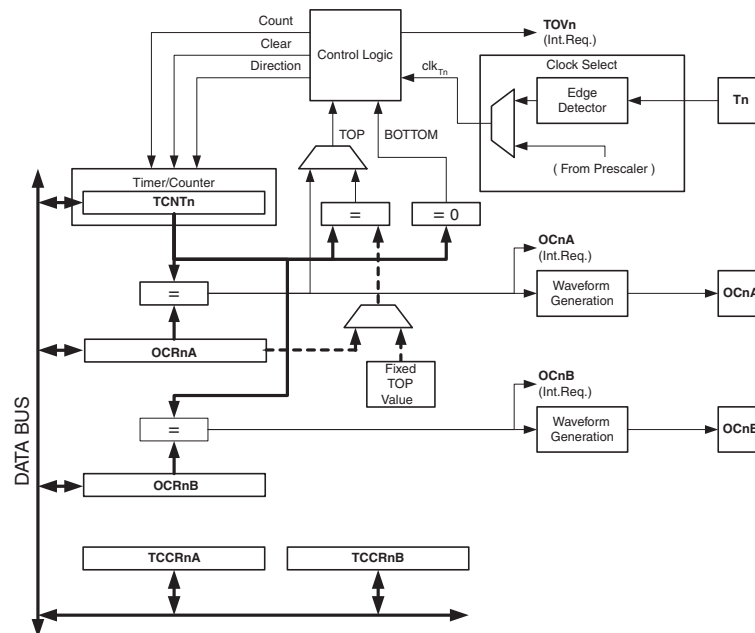 Count
Clear
Direction
Control Logic
TOVn
(Int.Req.)
clkTn
Clock Select
Edge
Detector
Tn
( From Prescaler )
TOP
BOTTOM
Timer/Counter
TCNTn
=
= 0
OCnA
(Int.Req.)
=
Waveform
Generation
OCnA
OCRnA
Fixed
TOP
Value
OCnB
(Int.Req.)
=
Waveform
Generation
OCnB
OCRnB
DATA BUS
TCCRnA
TCCRnB